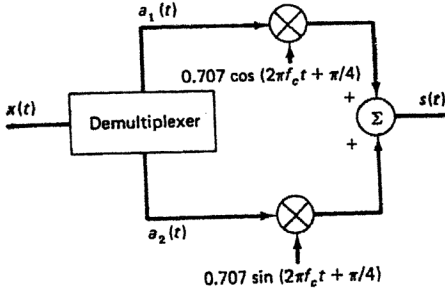 a₁(t)
0.707 cos (2πf_c t + π/4)
x(t)
Demultiplexer
+
Σ
s(t)
+
a₂(t)
0.707 sin (2πf_c t + π/4)